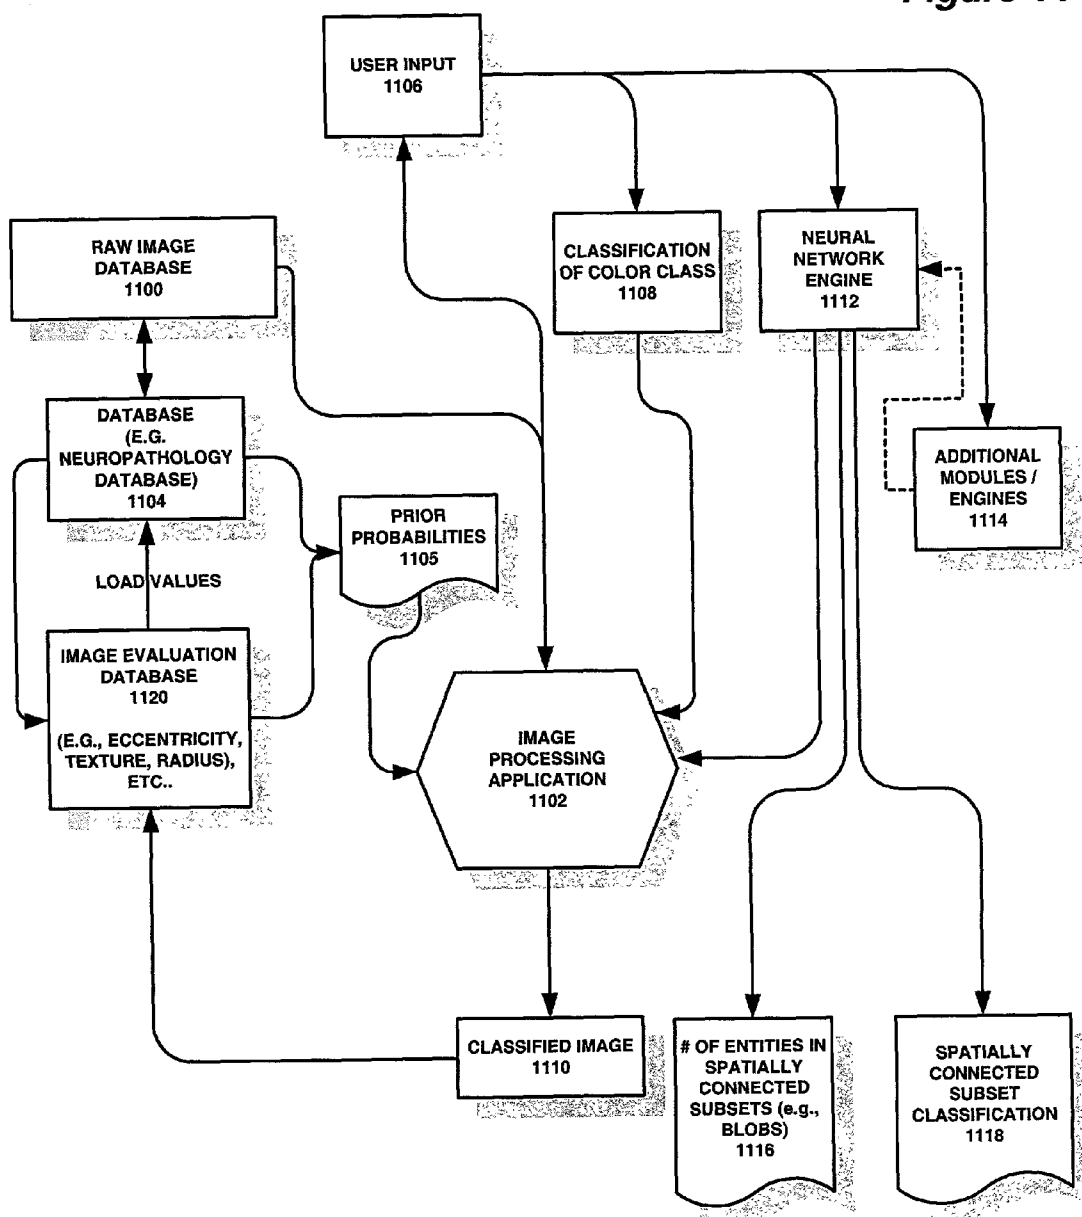 USER INPUT
1106
RAW IMAGE
DATABASE
1100
CLASSIFICATION
OF COLOR CLASS
1108
NEURAL
NETWORK
ENGINE
1112
DATABASE
(E.G.
NEUROPATHOLOGY
DATABASE)
1104
ADDITIONAL
MODULES /
ENGINES
1114
PRIOR
PROBABILITIES
1105
LOAD VALUES
IMAGE EVALUATION
DATABASE
1120
(E.G., ECCENTRICITY,
TEXTURE, RADIUS),
ETC..
IMAGE
PROCESSING
APPLICATION
1102
CLASSIFIED IMAGE
1110
# OF ENTITIES IN
SPATIALLY
CONNECTED
SUBSETS (e.g.,
BLOBS)
1116
SPATIALLY
CONNECTED
SUBSET
CLASSIFICATION
1118